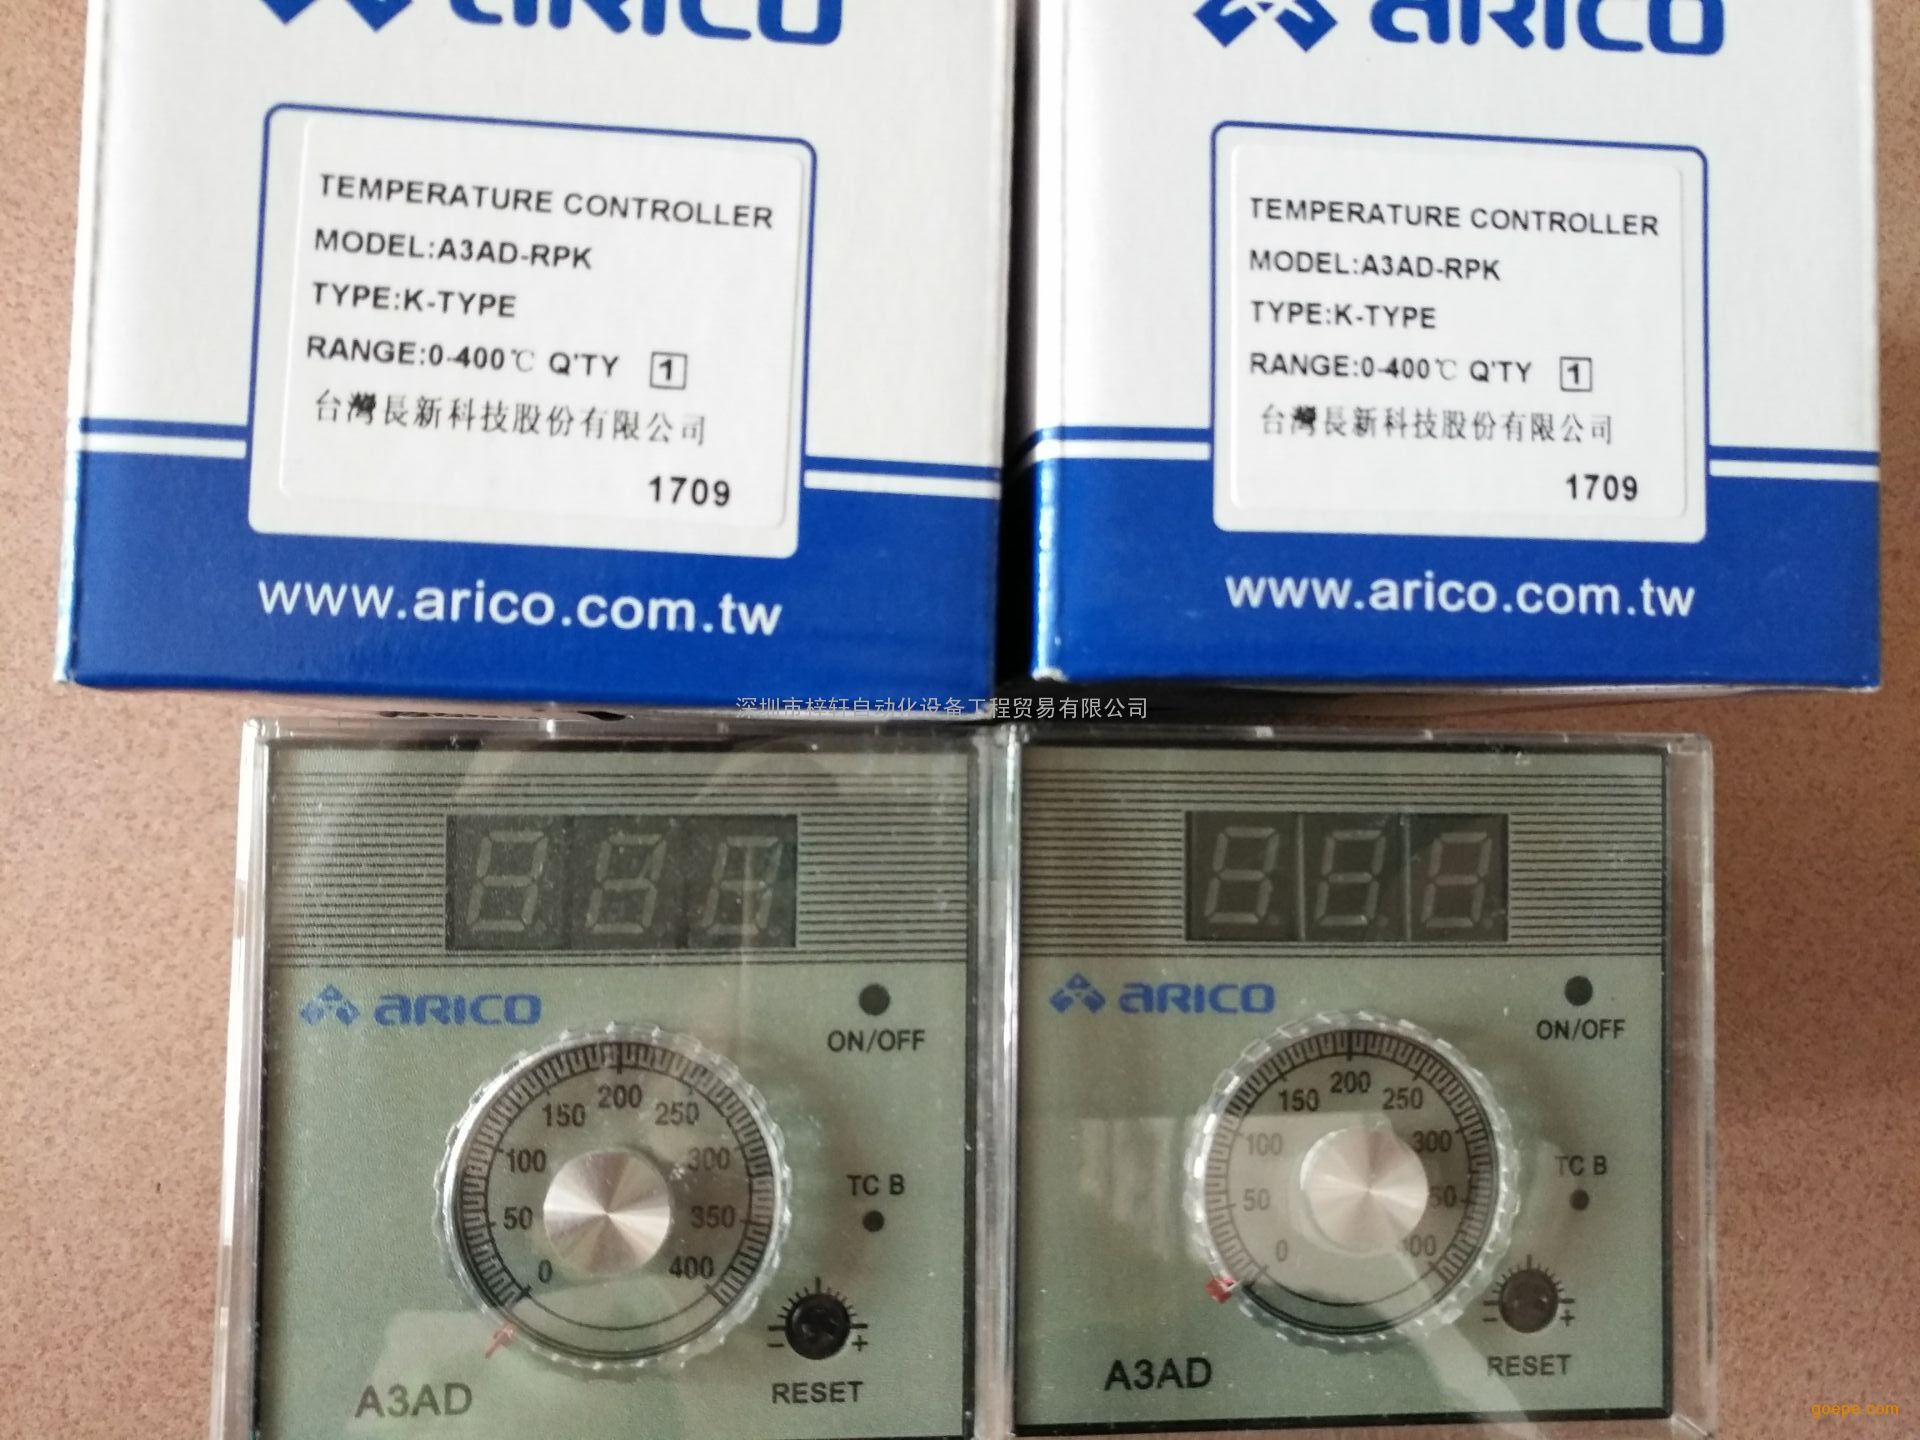 ARICO
TEMPERATURE CONTROLLER
MODEL:A3AD-RPK
TYPE:K-TYPE
RANGE:0-400℃ Q'TY 1
台灣長新科技股份有限公司
1709
www.arico.com.tw
ARICO
TEMPERATURE CONTROLLER
MODEL:A3AD-RPK
TYPE:K-TYPE
RANGE:0-400℃ Q'TY 1
台灣長新科技股份有限公司
1709
www.arico.com.tw
深圳市梓轩自动化设备工程贸易有限公司
ARICO
ON/OFF
0 50 100 150 200 250 300 350 400
TC B
- +
RESET
A3AD
ARICO
ON/OFF
0 50 100 150 200 250 300 50 00
TC B
- +
RESET
A3AD
goepe.com